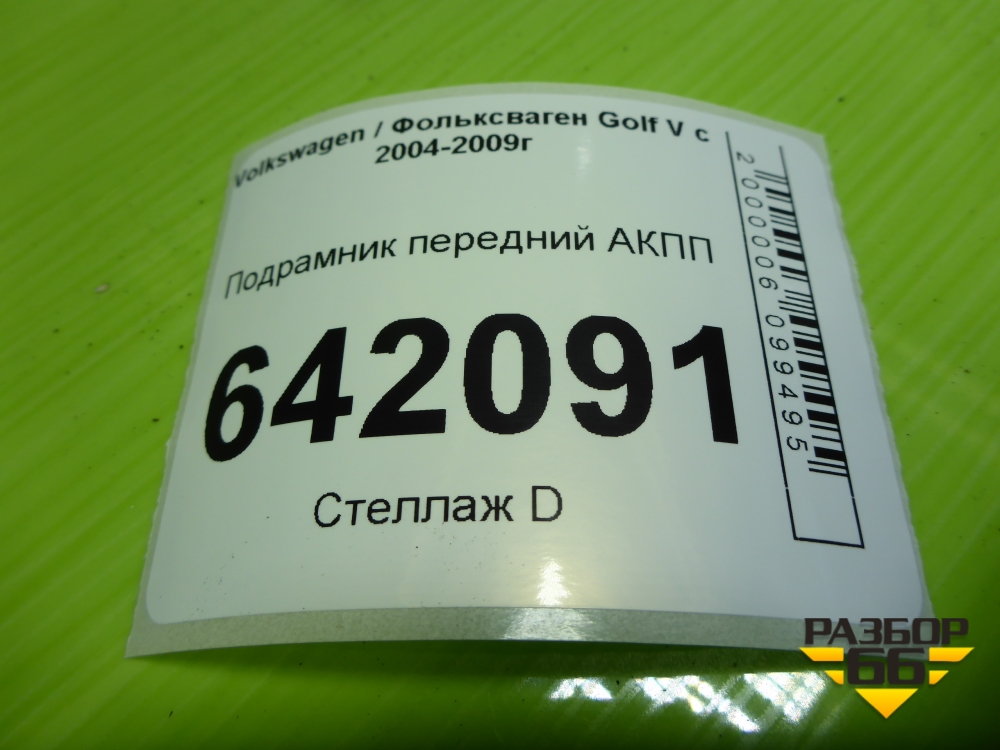 Volkswagen / Фольксваген Golf V с
2004-2009г
Подрамник передний АКПП
642091
Стеллаж D
2000006099495
РАЗБОР
66